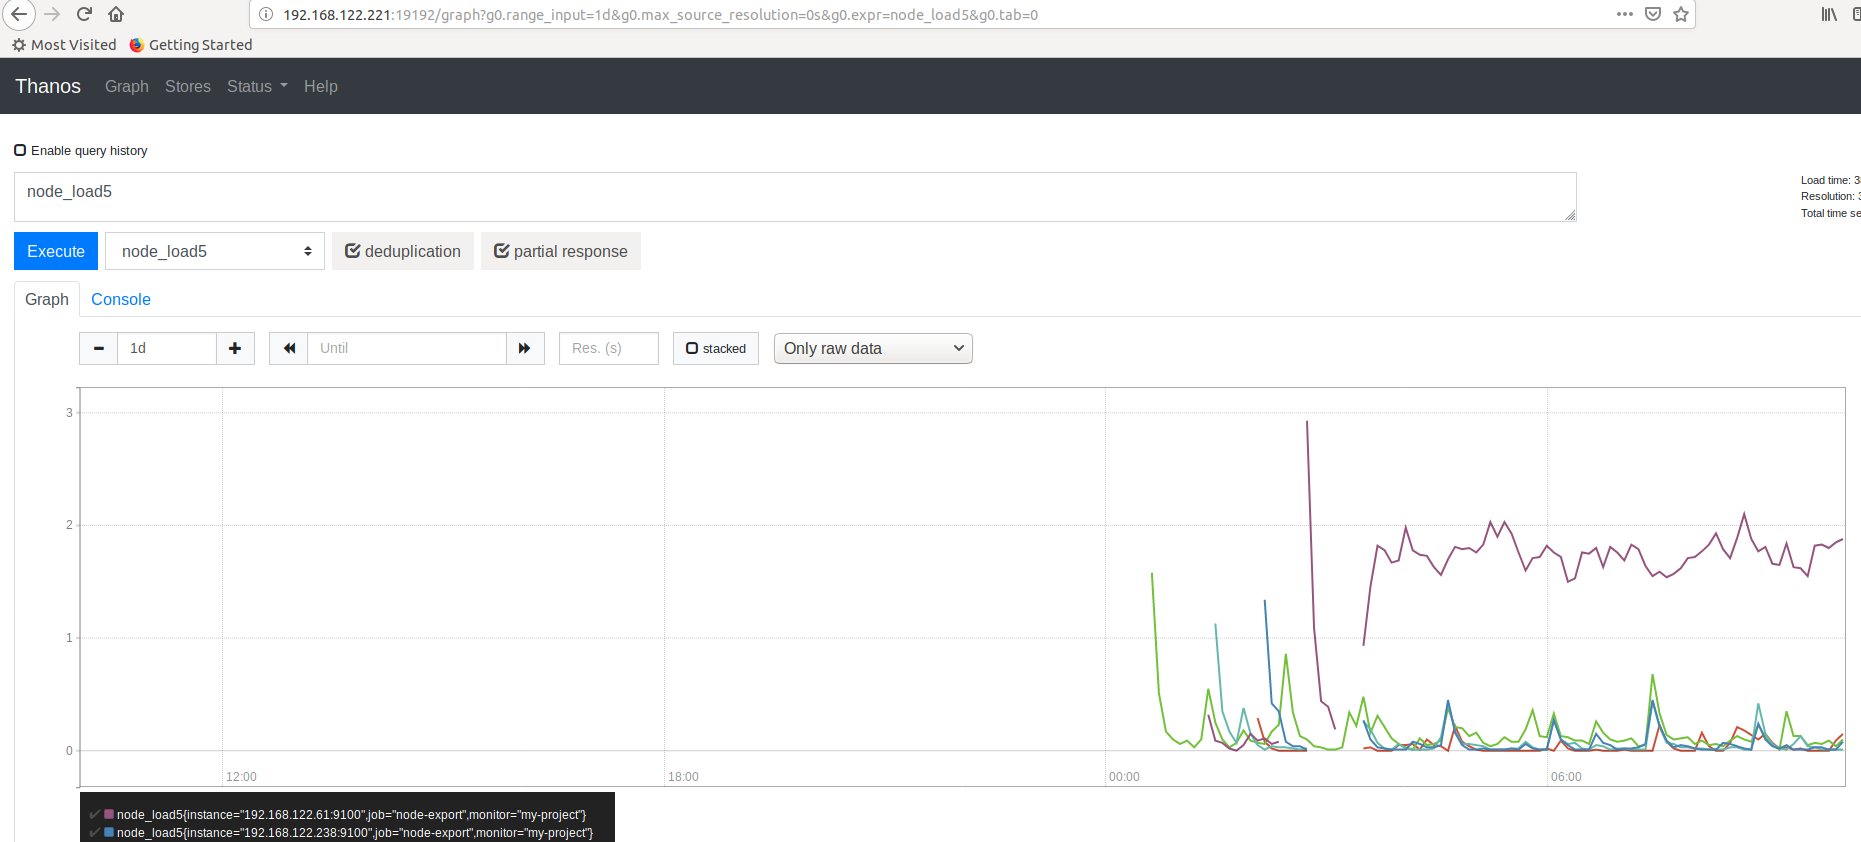 192.168.122.221:19192/graph?g0.range_input=1d&g0.max_source_resolution=0s&g0.expr=node_load5&g0.tab=0
Most Visited Getting Started
Thanos Graph Stores Status Help
Enable query history
node_load5
Load time:
Resolution:
Total time
Execute node_load5 deduplication partial response
Graph Console
1d Until Res. (s) stacked Only raw data
3
2
1
0
12:00 18:00 00:00 06:00
node_load5{instance="192.168.122.61:9100",job="node-export",monitor="my-project"}
node_load5{instance="192.168.122.238:9100",job="node-export",monitor="my-project"}